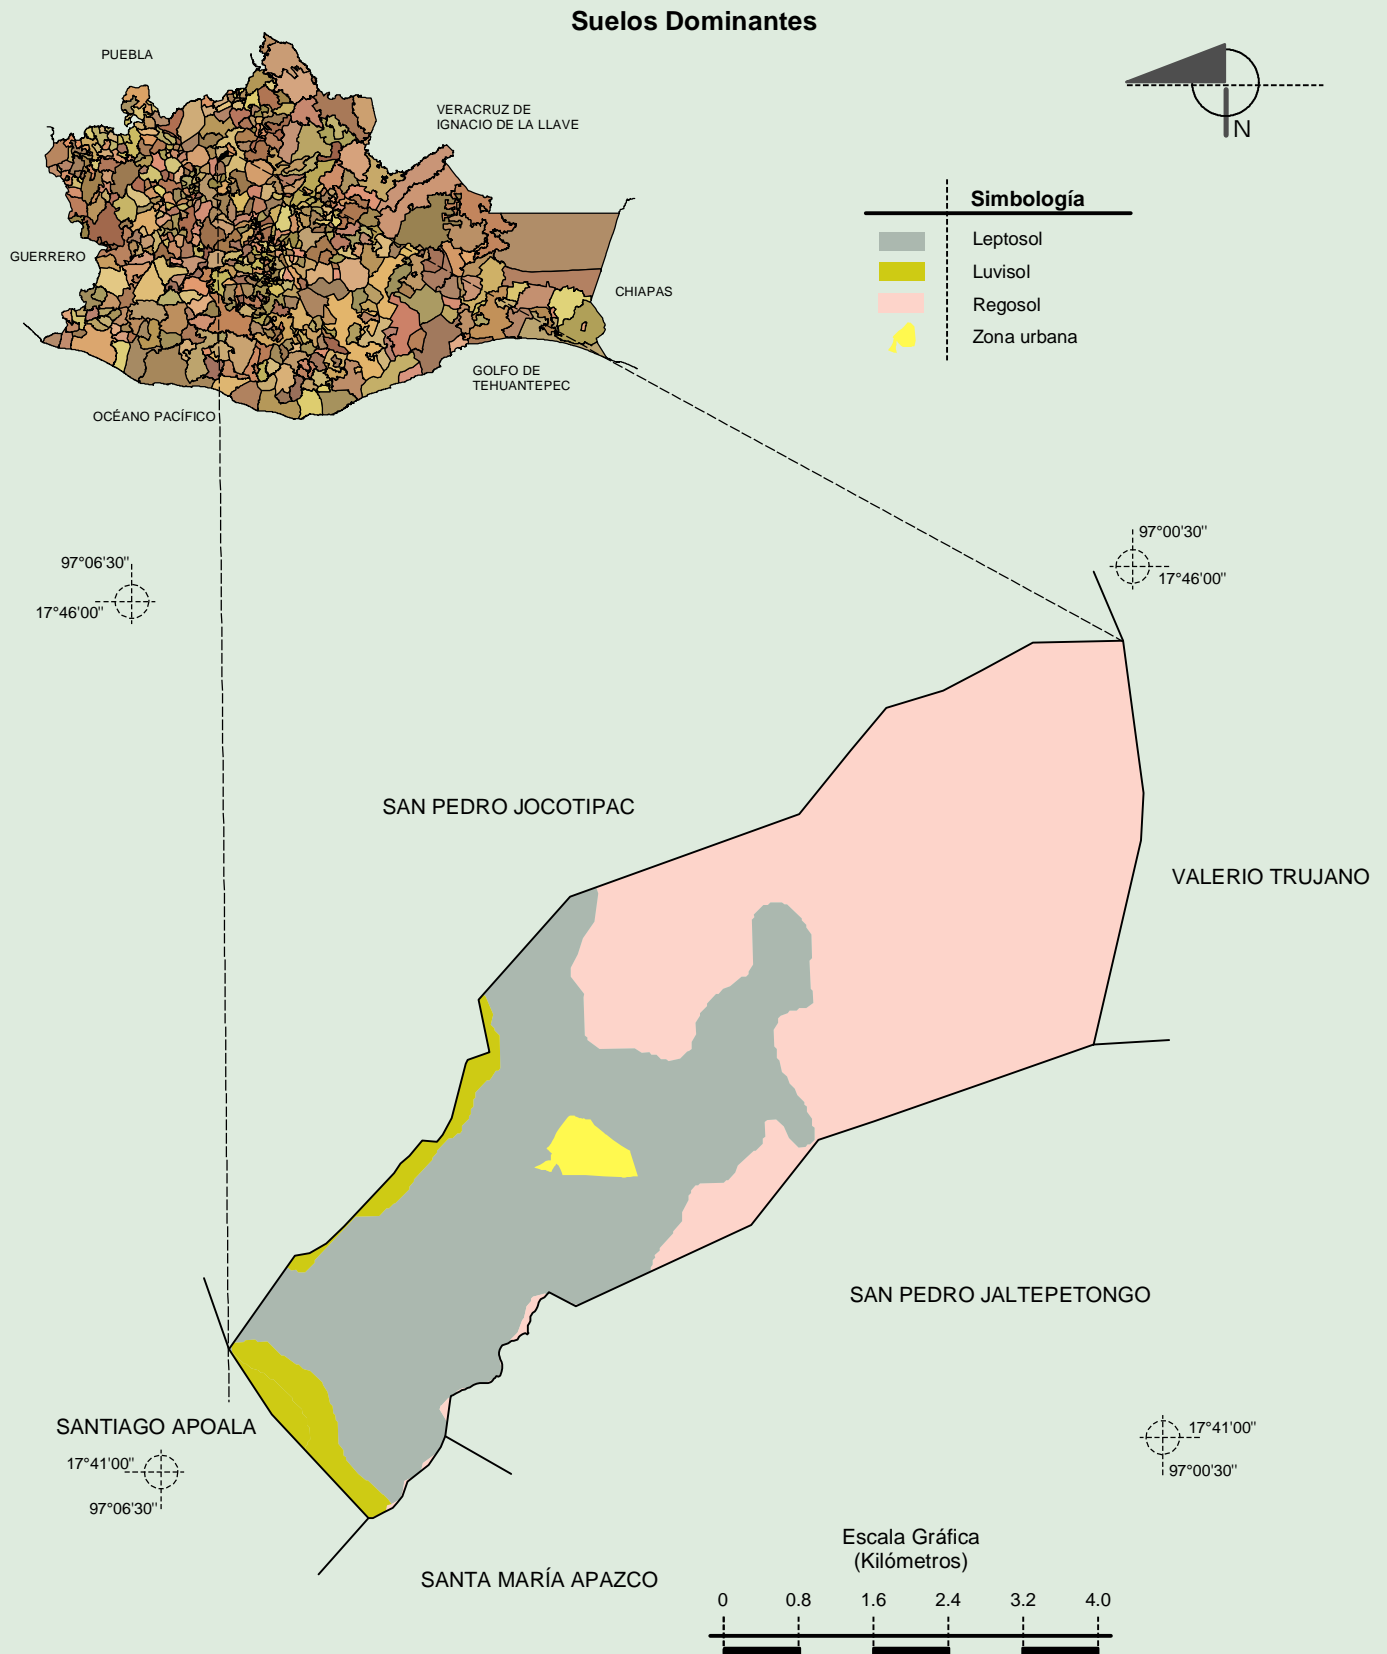 Suelos Dominantes
PUEBLA
VERACRUZ DE
IGNACIO DE LA LLAVE
GUERRERO
CHIAPAS
GOLFO DE
TEHUANTEPEC
OCÉANO PACÍFICO
N
Simbología
Leptosol
Luvisol
Regosol
Zona urbana
97°06'30"
17°46'00"
97°00'30"
17°46'00"
SAN PEDRO JOCOTIPAC
VALERIO TRUJANO
SAN PEDRO JALTEPETONGO
SANTIAGO APOALA
17°41'00"
97°06'30"
17°41'00"
97°00'30"
SANTA MARÍA APAZCO
Escala Gráfica
(Kilómetros)
0 0.8 1.6 2.4 3.2 4.0